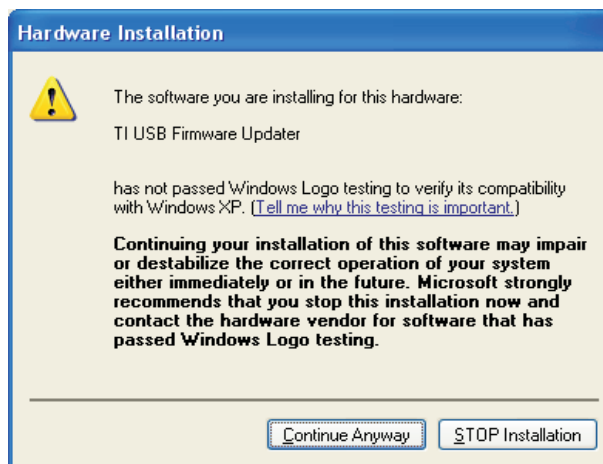 Hardware Installation
The software you are installing for this hardware:
TI USB Firmware Updater
has not passed Windows Logo testing to verify its compatibility
with Windows XP. (Tell me why this testing is important.)
Continuing your installation of this software may impair
or destabilize the correct operation of your system
either immediately or in the future. Microsoft strongly
recommends that you stop this installation now and
contact the hardware vendor for software that has
passed Windows Logo testing.
Continue Anyway
STOP Installation